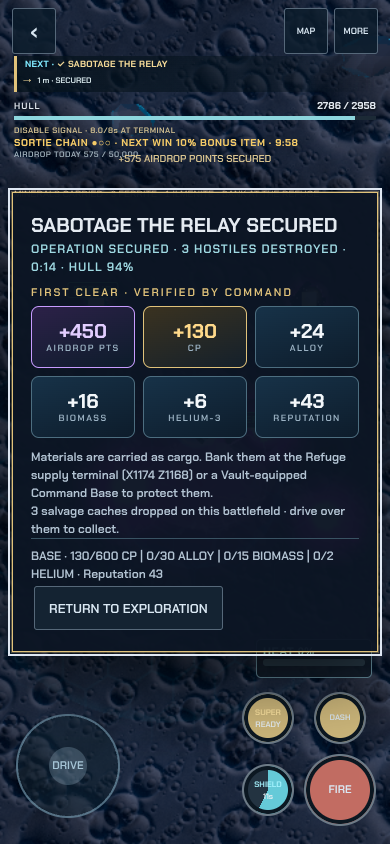 ‹
MAP
MORE
NEXT · ✓ SABOTAGE THE RELAY
→ 1 m · SECURED
HULL
2786 / 2958
DISABLE SIGNAL · 8.0/8s AT TERMINAL
SORTIE CHAIN ●○○ · NEXT WIN 10% BONUS ITEM · 9:58
AIRDROP TODAY 575 / 50,000
+575 AIRDROP POINTS SECURED
SABOTAGE THE RELAY SECURED
OPERATION SECURED · 3 HOSTILES DESTROYED ·
0:14 · HULL 94%
FIRST CLEAR · VERIFIED BY COMMAND
+450
AIRDROP PTS
+130
CP
+24
ALLOY
+16
BIOMASS
+6
HELIUM-3
+43
REPUTATION
Materials are carried as cargo. Bank them at the Refuge
supply terminal (X1174 Z1168) or a Vault-equipped
Command Base to protect them.
3 salvage caches dropped on this battlefield · drive over
them to collect.
BASE · 130/600 CP | 0/30 ALLOY | 0/15 BIOMASS | 0/2
HELIUM · Reputation 43
RETURN TO EXPLORATION
SUPER
READY
DASH
DRIVE
SHIELD
FIRE